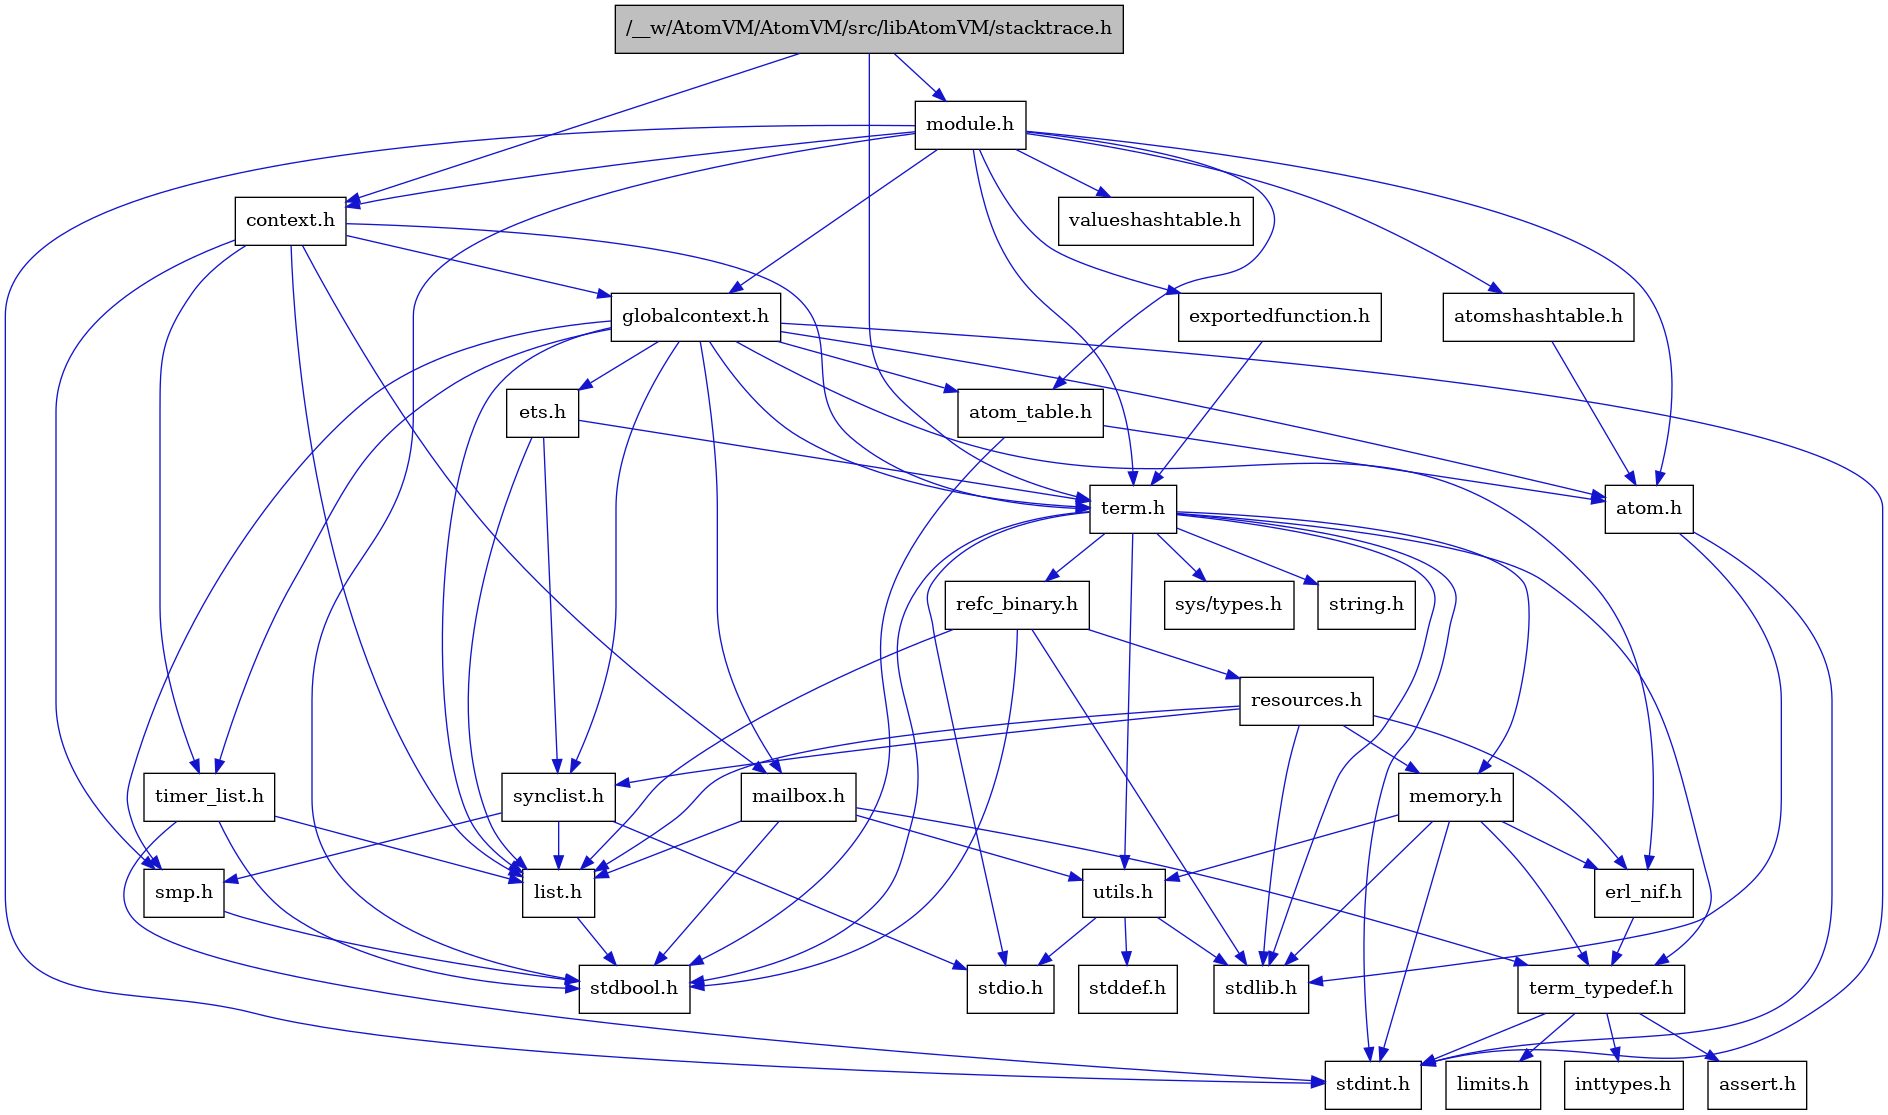 /__w/AtomVM/AtomVM/src/libAtomVM/stacktrace.h
module.h
context.h
valueshashtable.h
globalcontext.h
exportedfunction.h
atomshashtable.h
ets.h
atom_table.h
term.h
atom.h
refc_binary.h
sys/types.h
string.h
resources.h
timer_list.h
synclist.h
mailbox.h
memory.h
smp.h
list.h
utils.h
erl_nif.h
stdbool.h
stdio.h
stddef.h
stdlib.h
term_typedef.h
stdint.h
limits.h
inttypes.h
assert.h